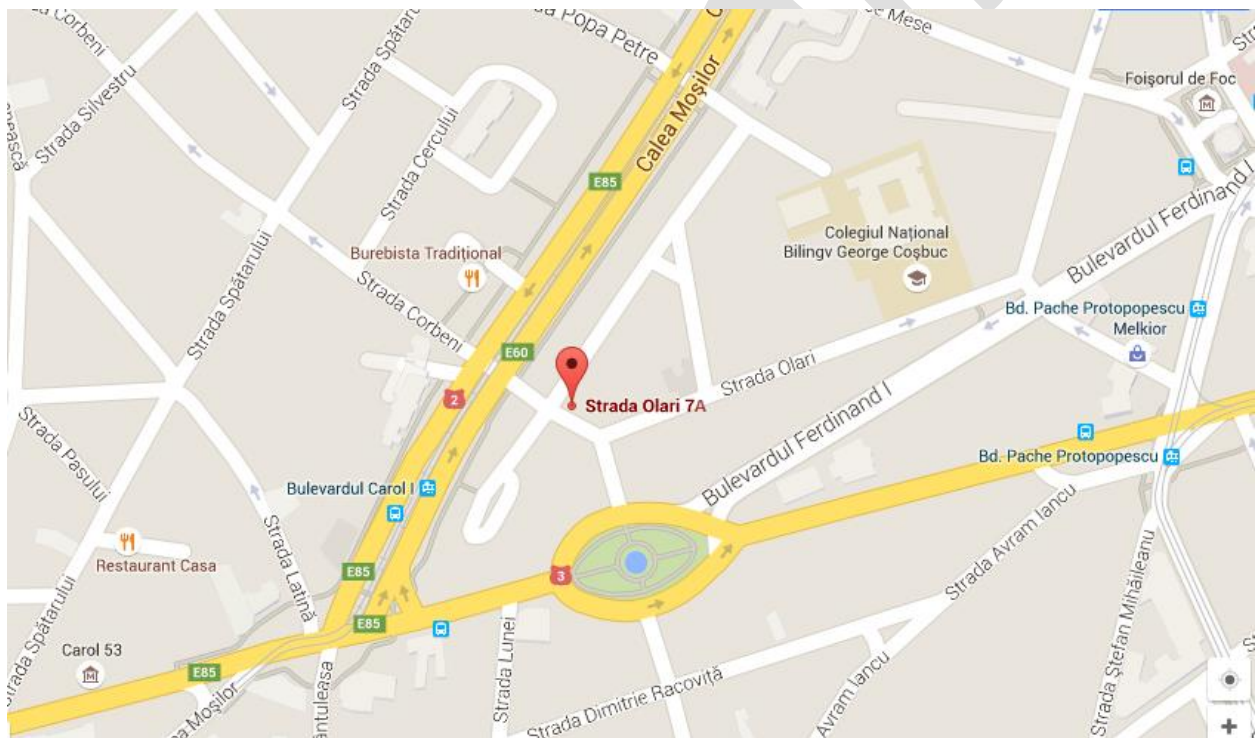 Corbeni
Popa Petre
de Mese
Strada Spătarului
Strada Silvestru
Calea Moșilor
Foișorul de Foc
Strada Cercului
E85
Colegiul Național
Bilingv George Coșbuc
Bulevardul Ferdinand I
Burebista Tradițional
Strada Spătarului
Strada Corbeni
Bd. Pache Protopopescu
Melkior
E60
Strada Olari
2
Strada Olari 7A
Strada Pasului
Bulevardul Ferdinand I
Bd. Pache Protopopescu
Bulevardul Carol I
Strada Avram Iancu
Restaurant Casa
Strada Latină
E85
3
Strada Ștefan Mihăileanu
E85
Strada Spătarului
Carol 53
E85
Strada Lunei
Strada Dimitrie Racoviță
Avram Iancu
Moșilor